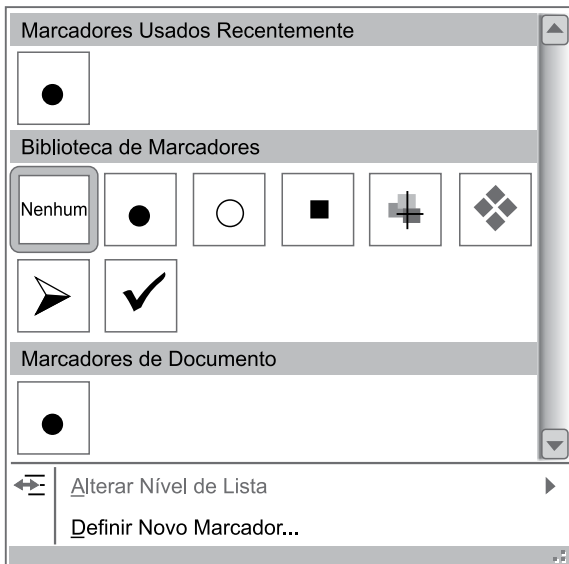 Marcadores Usados Recentemente
Biblioteca de Marcadores
Nenhum
Marcadores de Documento
Alterar Nível de Lista
Definir Novo Marcador...